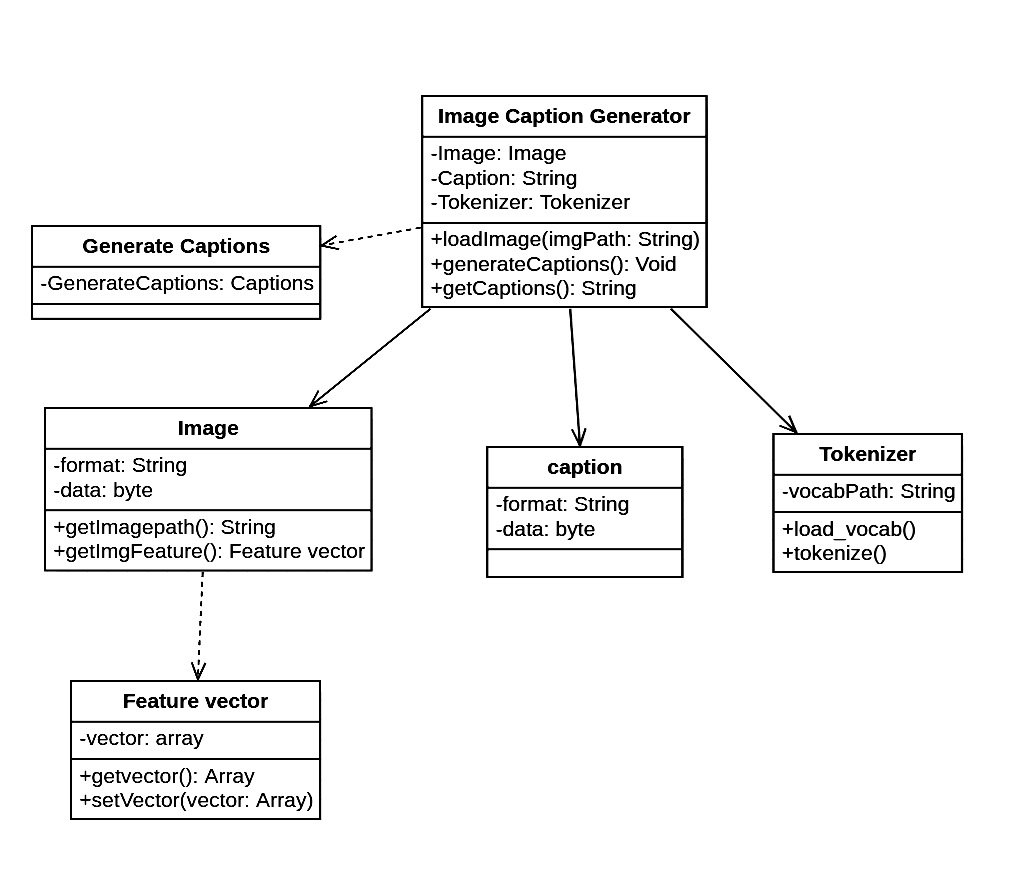 Image Caption Generator
-Image: Image
-Caption: String
-Tokenizer: Tokenizer
+loadImage(imgPath: String)
+generateCaptions(): Void
+getCaptions(): String
Generate Captions
-GenerateCaptions: Captions
Image
-format: String
-data: byte
+getImagepath(): String
+getImgFeature(): Feature vector
caption
-format: String
-data: byte
Tokenizer
-vocabPath: String
+load_vocab()
+tokenize()
Feature vector
-vector: array
+getvector(): Array
+setVector(vector: Array)